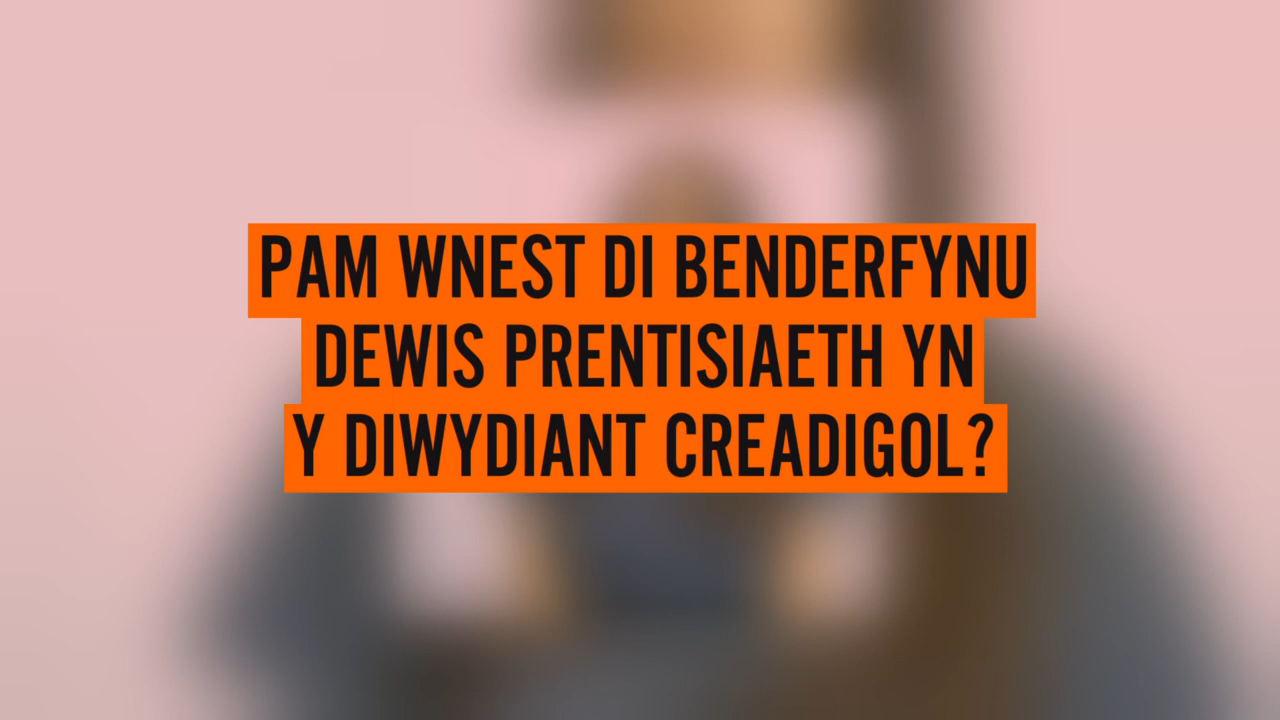 PAM WNEST DI BENDERFYNU
DEWIS PRENTISIAETH YN
Y DIWYDIANT CREADIGOL?